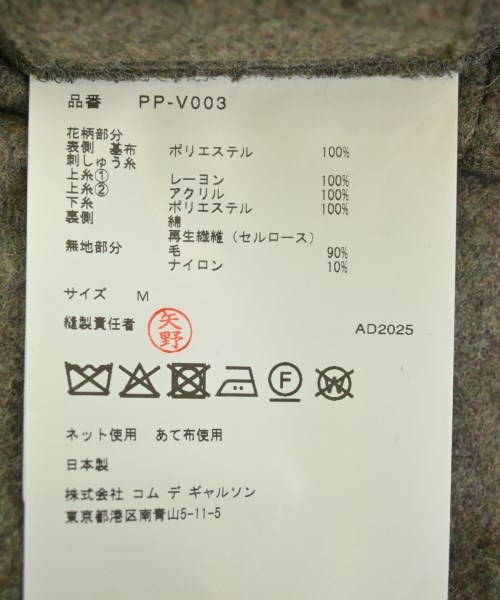 品番 PP-V003
花柄部分
表側 基布 ポリエステル 100%
刺しゅう糸
上糸① レーヨン 100%
上糸② アクリル 100%
下糸 ポリエステル 100%
裏側 綿
再生繊維(セルロース)
無地部分 毛 90%
ナイロン 10%
サイズ M
縫製責任者 矢野 AD2025
F W
ネット使用 あて布使用
日本製
株式会社 コム デ ギャルソン
東京都港区南青山5-11-5